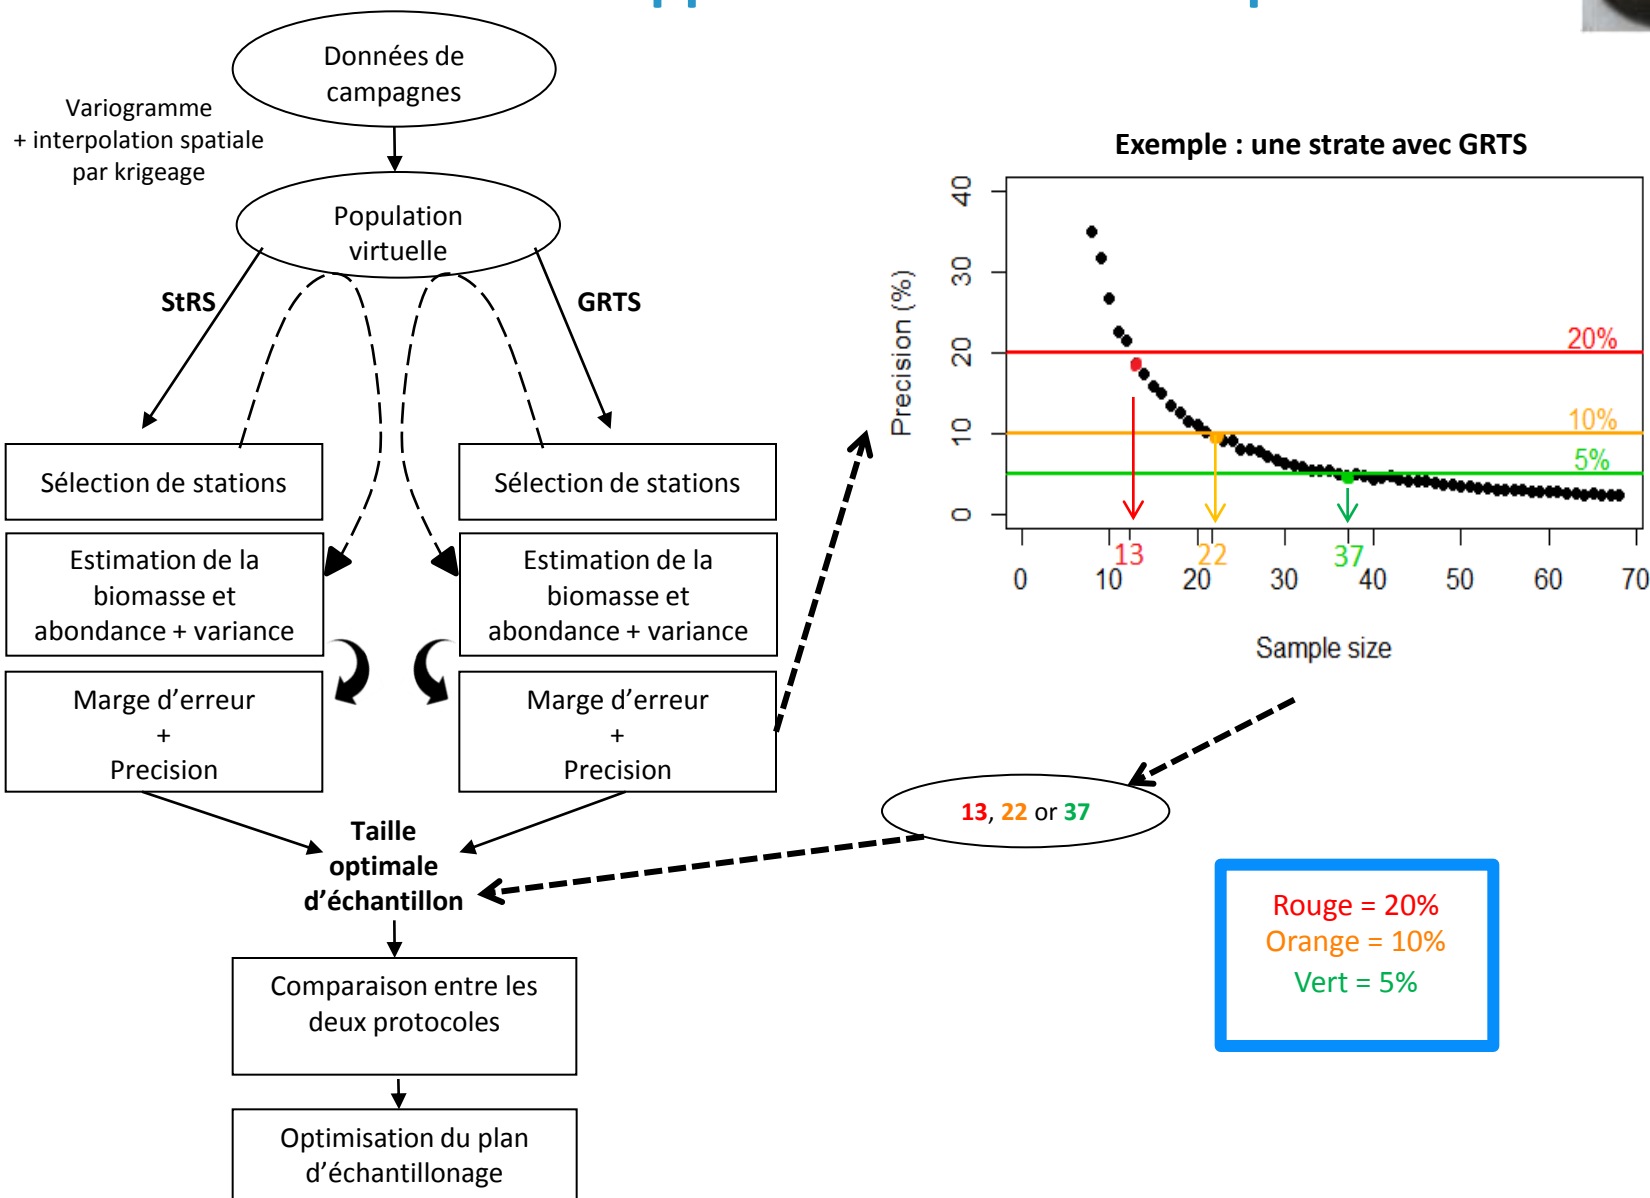 Données de
campagnes
Variogramme
+ interpolation spatiale
par krigeage
Population
virtuelle
StRS
GRTS
Sélection de stations
Sélection de stations
Estimation de la
biomasse et
abondance + variance
Estimation de la
biomasse et
abondance + variance
Marge d'erreur
+
Precision
Marge d'erreur
+
Precision
Taille
optimale
d'échantillon
Comparaison entre les
deux protocoles
Optimisation du plan
d'échantillonage
Exemple : une strate avec GRTS
Precision (%)
40
30
20
10
0
20%
10%
5%
13
22
37
0 10 20 30 40 50 60 70
Sample size
13, 22 or 37
Rouge = 20%
Orange = 10%
Vert = 5%